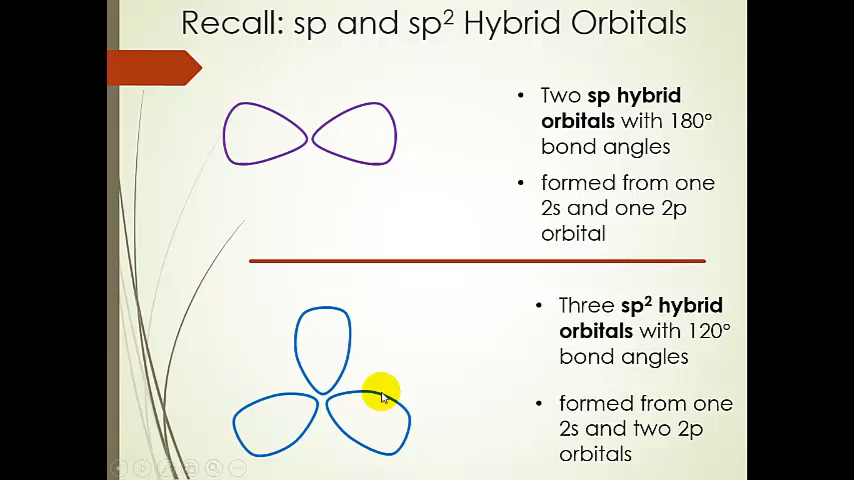 Recall: sp and sp² Hybrid Orbitals
• Two sp hybrid
orbitals with 180°
bond angles
• formed from one
2s and one 2p
orbital
• Three sp² hybrid
orbitals with 120°
bond angles
• formed from one
2s and two 2p
orbitals